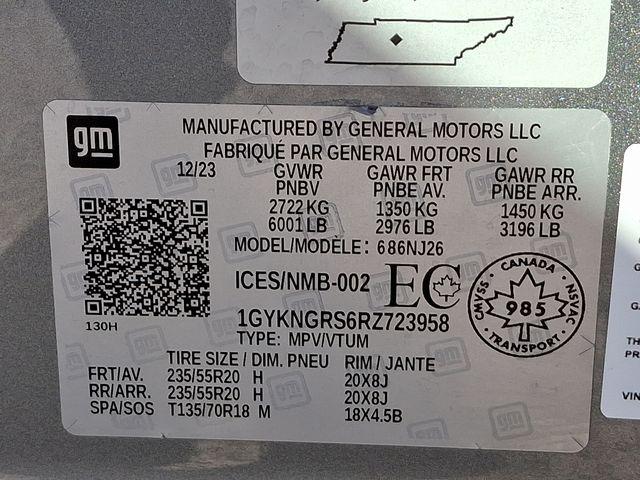 gm
MANUFACTURED BY GENERAL MOTORS LLC
FABRIQUÉ PAR GENERAL MOTORS LLC
12/23 GVWR GAWR FRT GAWR RR
PNBV PNBE AV. PNBE ARR.
2722 KG 1350 KG 1450 KG
6001 LB 2976 LB 3196 LB
MODEL/MODÈLE: 686NJ26
ICES/NMB-002 EC
CANADA
CMVSS 985 NSVAC
TRANSPORT
130H
1GYKNGRS6RZ723958
TYPE: MPV/VTUM
TIRE SIZE / DIM. PNEU RIM / JANTE
FRT/AV. 235/55R20 H 20X8J
RR/ARR. 235/55R20 H 20X8J
SPA/SOS T135/70R18 M 18X4.5B
VIN